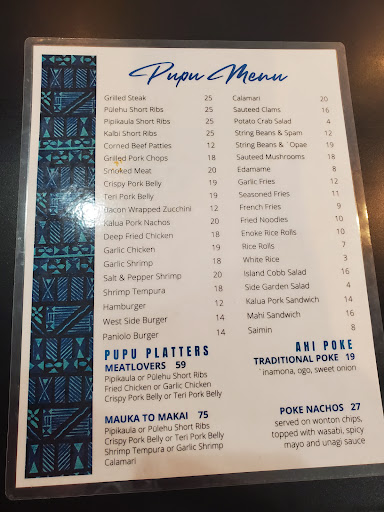 Pupu Menu
Grilled Steak 25
Pūlehu Short Ribs 25
Pipikaula Short Ribs 25
Kalbi Short Ribs 25
Corned Beef Patties 12
Grilled Pork Chops 18
Smoked Meat 20
Crispy Pork Belly 19
Teri Pork Belly 19
Bacon Wrapped Zucchini 12
Kalua Pork Nachos 20
Deep Fried Chicken 18
Garlic Chicken 19
Garlic Shrimp 18
Salt & Pepper Shrimp 20
Shrimp Tempura 18
Hamburger 12
West Side Burger 14
Paniolo Burger 14
Calamari 20
Sauteed Clams 16
Potato Crab Salad 4
String Beans & Spam 12
String Beans & `Opae 19
Sauteed Mushrooms 18
Edamame 8
Garlic Fries 12
Seasoned Fries 11
French Fries 9
Fried Noodles 10
Enoke Rice Rolls 10
Rice Rolls 7
White Rice 3
Island Cobb Salad 16
Side Garden Salad 4
Kalua Pork Sandwich 14
Mahi Sandwich 16
Saimin 8
PUPU PLATTERS
MEATLOVERS 59
Pipikaula or Pūlehu Short Ribs
Fried Chicken or Garlic Chicken
Crispy Pork Belly or Teri Pork Belly
MAUKA TO MAKAI 75
Pipikaula or Pūlehu Short Ribs
Crispy Pork Belly or Teri Pork Belly
Shrimp Tempura or Garlic Shrimp
Calamari
AHI POKE
TRADITIONAL POKE 19
`inamona, ogo, sweet onion
POKE NACHOS 27
served on wonton chips,
topped with wasabi, spicy
mayo and unagi sauce